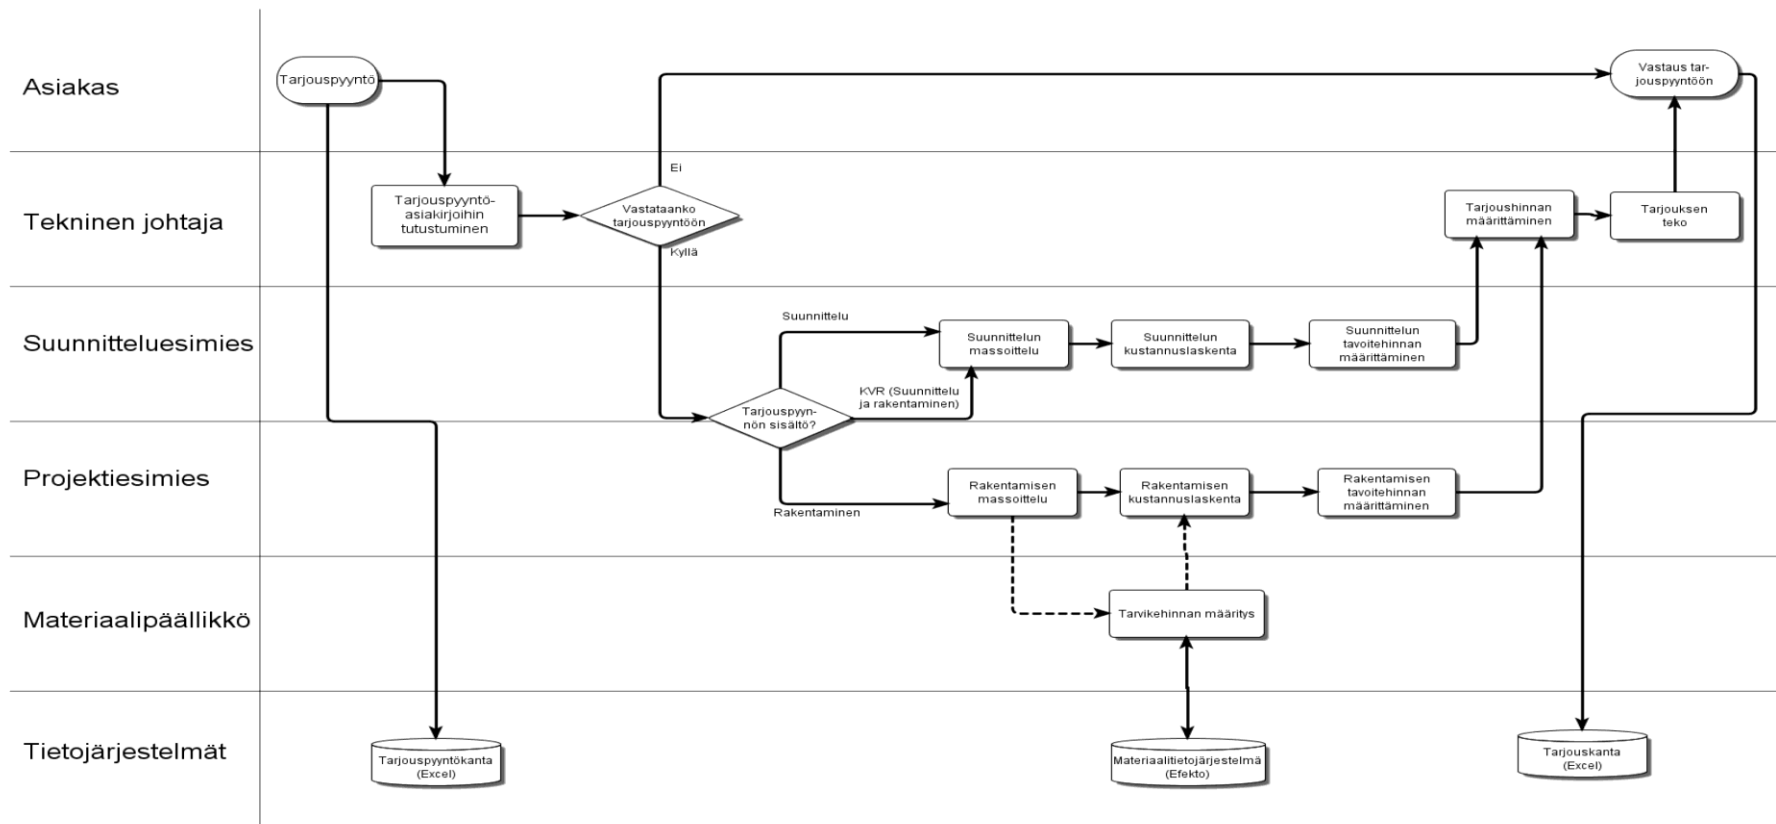 Asiakas
Tarjouspyyntö
Vastaus tar-
jouspyyntöön
Tekninen johtaja
Tarjouspyyntö-
asiakirjoihin
tutustuminen
Ei
Vastataanko
tarjouspyyntöön
Kyllä
Tarjoushinnan
määrittäminen
Tarjouksen
teko
Suunnitteluesimies
Suunnittelu
Suunnittelun
massoittelu
Suunnittelun
kustannuslaskenta
Suunnittelun
tavoitehinnan
määrittäminen
KVR (Suunnittelu
ja rakentaminen)
Tarjouspyyn-
nön sisältö?
Projektiesimies
Rakentaminen
Rakentamisen
massoittelu
Rakentamisen
kustannuslaskenta
Rakentamisen
tavoitehinnan
määrittäminen
Materiaalipäällikkö
Tarvikehinnan määritys
Tietojärjestelmät
Tarjouspyyntökanta
(Excel)
Materiaalitietojärjestelmä
(Efekto)
Tarjouskanta
(Excel)